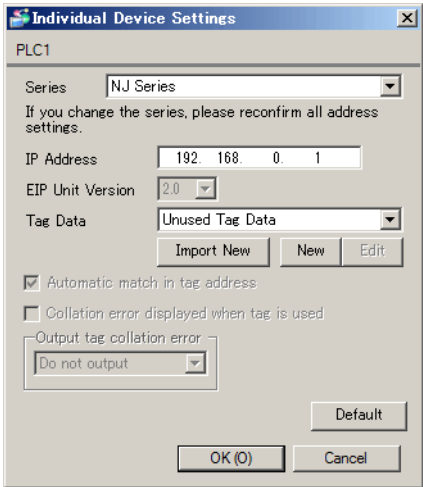 Individual Device Settings
PLC1
Series NJ Series
If you change the series, please reconfirm all address
settings.
IP Address 192. 168. 0. 1
EIP Unit Version 2.0
Tag Data Unused Tag Data
Import New New Edit
Automatic match in tag address
Collation error displayed when tag is used
Output tag collation error
Do not output
Default
OK (O) Cancel